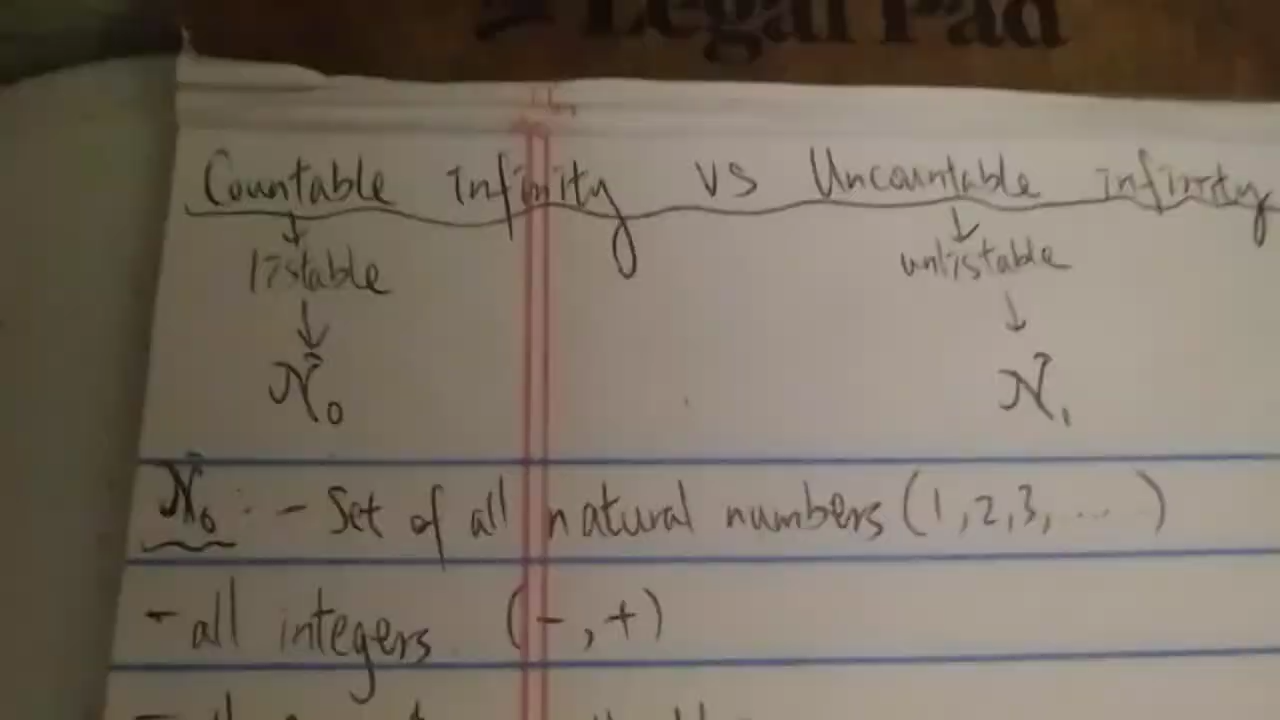 Legal Pad
Countable infinity vs Uncountable infinity
↓ ↓
listable unlistable
↓ ↓
ℵ₀ ℵ₁
ℵ₀: - Set of all natural numbers (1,2,3, ...)
- all integers (-,+)